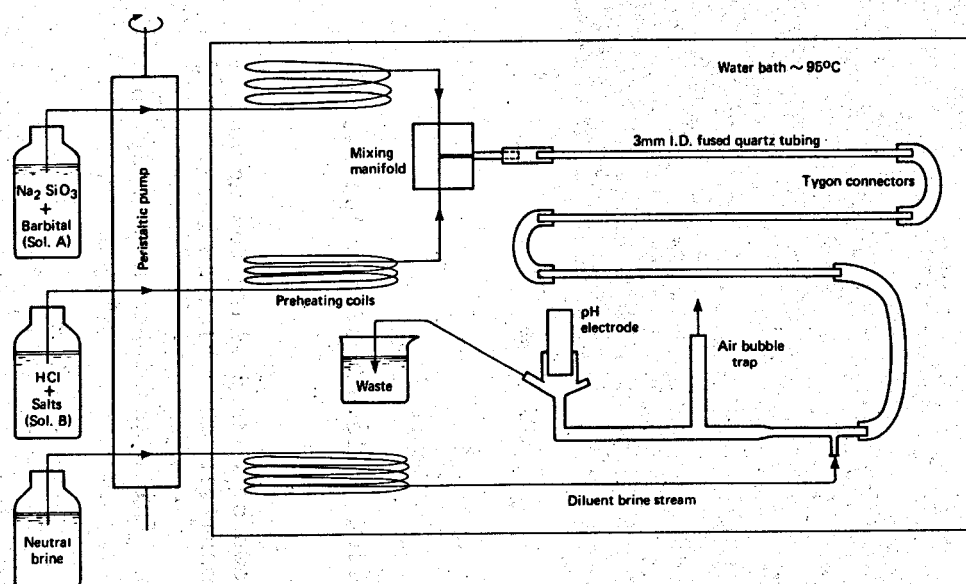 Water bath ~ 95°C
3mm I.D. fused quartz tubing
Mixing
manifold
Tygon connectors
Na2 SiO3
+
Barbital
(Sol. A)
Peristaltic pump
Preheating coils
pH
electrode
Air bubble
trap
HCl
+
Salts
(Sol. B)
Waste
Diluent brine stream
Neutral
brine